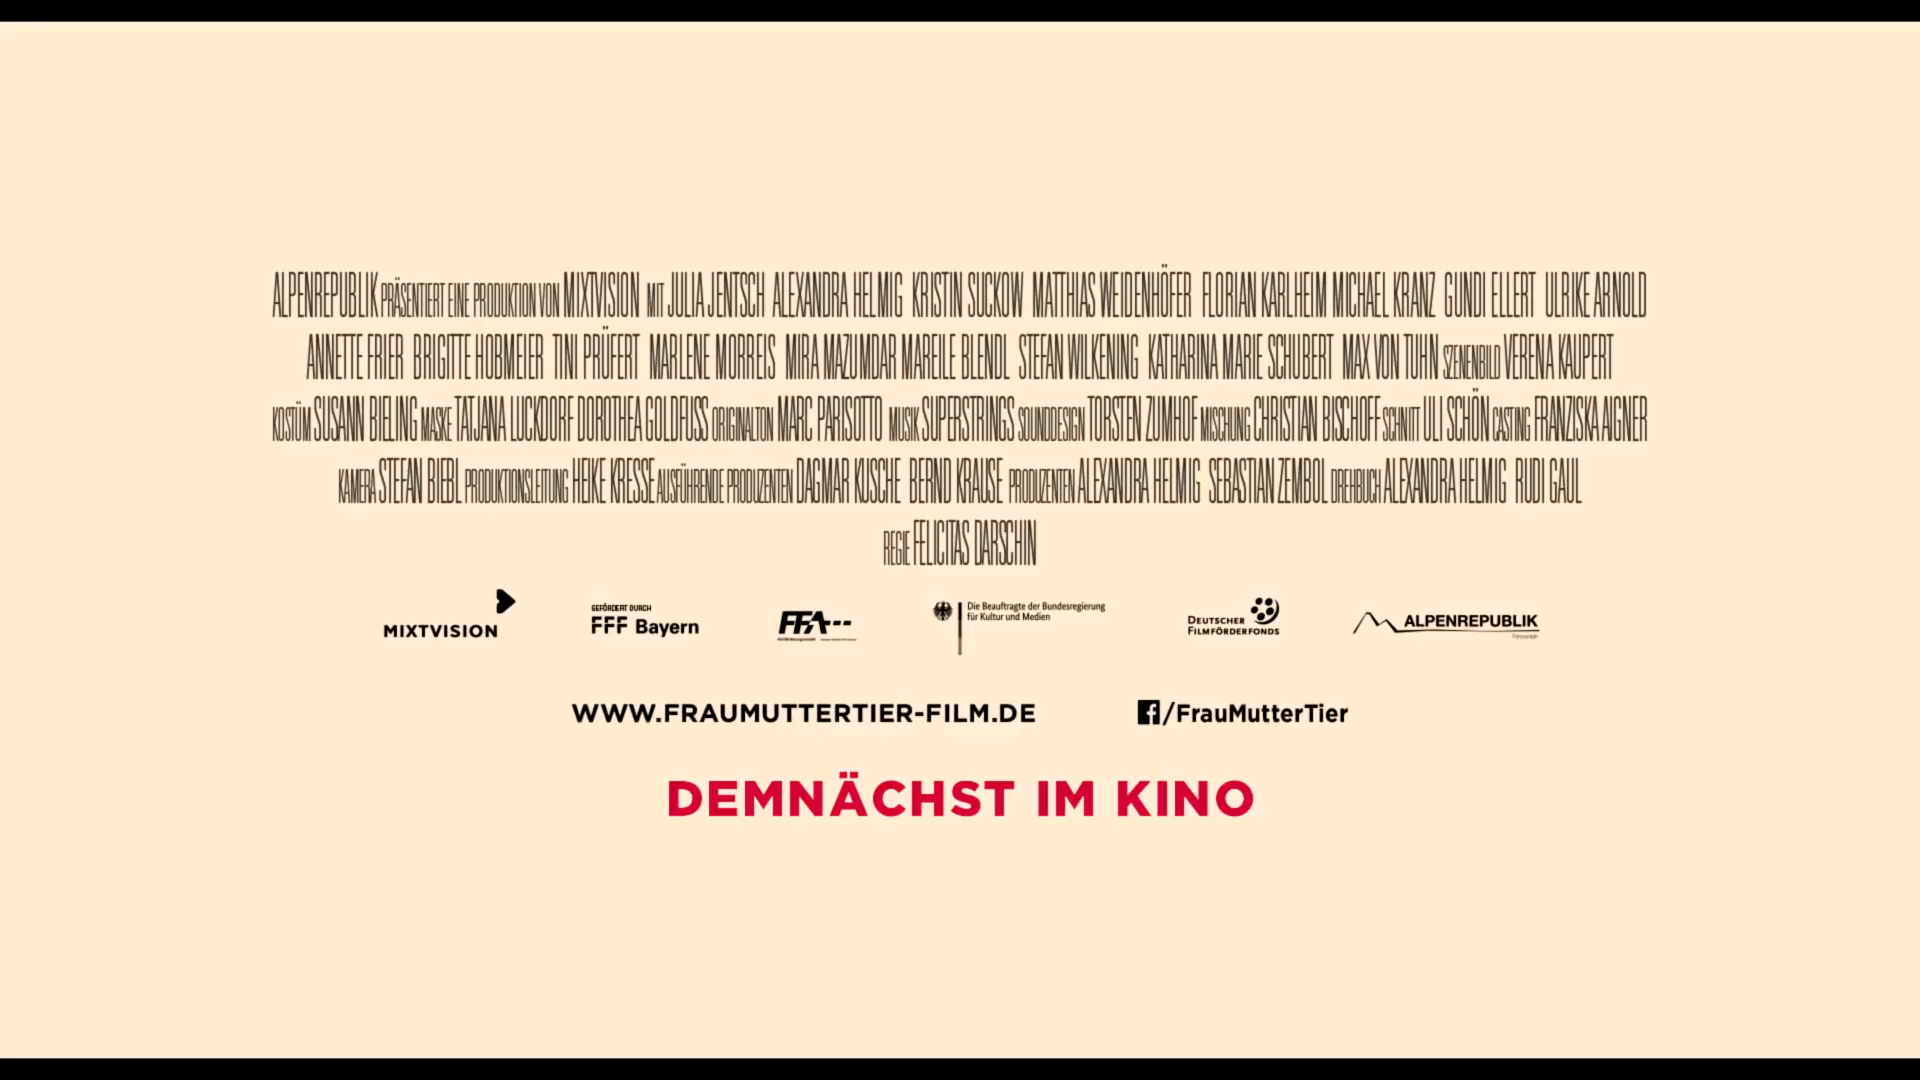 ALPENREPUBLIK PRÄSENTIERT EINE PRODUKTION VON MIXTVISION MIT JULIA JENTSCH ALEXANDRA HELMIG KRISTIN SUCKOW MATTHIAS WEIDENHÖFER FLORIAN KARLHEIM MICHAEL KRANZ GUNDI ELLERT ULRIKE ARNOLD
ANNETTE FRIER BRIGITTE HOBMEIER TINI PRÜFERT MARLENE MORREIS MIRA MAZUMDAR MAREILE BLENDL STEFAN WILKENING KATHARINA MARIE SCHUBERT MAX VON TUHN SZENENBILD VERENA KAUPERT
KOSTÜM SUSANN BIELING MASKE TATJANA LUCKDORF DOROTHEA GOLDFUSS ORIGINALTON MARC PARISOTTO MUSIK SUPERSTRINGS SOUNDDESIGN TORSTEN ZUMHOF MISCHUNG CHRISTIAN BISCHOFF SCHNITT ULI SCHÖN CASTING FRANZISKA AIGNER
KAMERA STEFAN BIEBL PRODUKTIONSLEITUNG HEIKE KRESSE AUSFÜHRENDE PRODUZENTEN DAGMAR KUSCHE BERND KRAUSE PRODUZENTEN ALEXANDRA HELMIG SEBASTIAN ZEMBOL DREHBUCH ALEXANDRA HELMIG RUDI GAUL
REGIE FELICITAS DARSCHIN
MIXTVISION
GEFÖRDERT DURCH
FFF Bayern
FFA
Die Beauftragte der Bundesregierung
für Kultur und Medien
DEUTSCHER
FILMFÖRDERFONDS
ALPENREPUBLIK
WWW.FRAUMUTTERTIER-FILM.DE
f/FrauMutterTier
DEMNÄCHST IM KINO